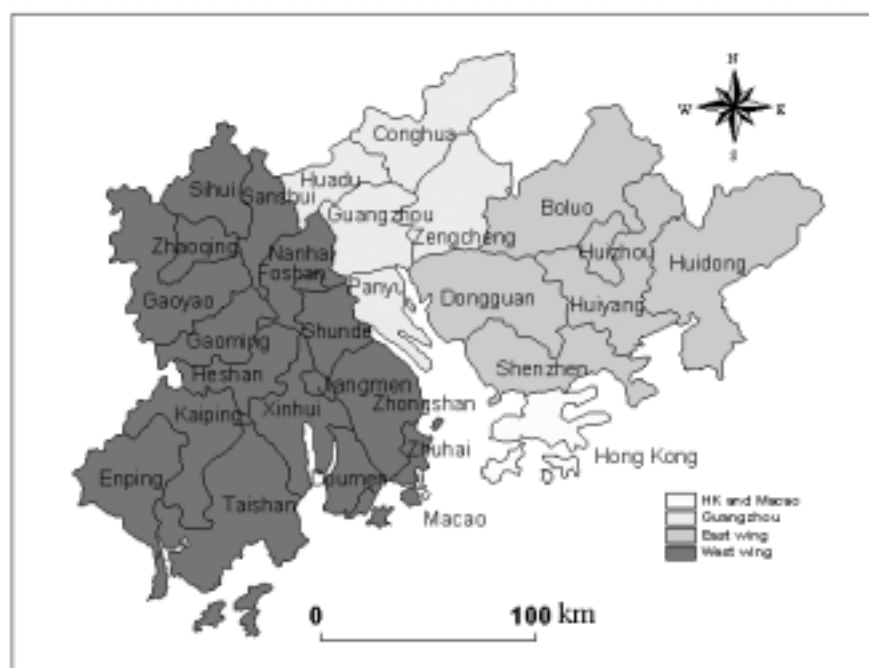 N
W
E
S
Conghua
Huadu
Sihui
Sanshui
Guangzhou
Boluo
Zengcheng
Zhaoqing
Nanhai
Huizhou
Foshan
Huidong
Panyu
Gaoyao
Dongguan
Huiyang
Shunde
Gaoming
Shenzhen
Heshan
Jiangmen
Zhongshan
Kaiping
Xinhui
Zhuhai
Hong Kong
Enping
Doumen
Taishan
Macao
HK and Macao
Guangzhou
East wing
West wing
0
100 km